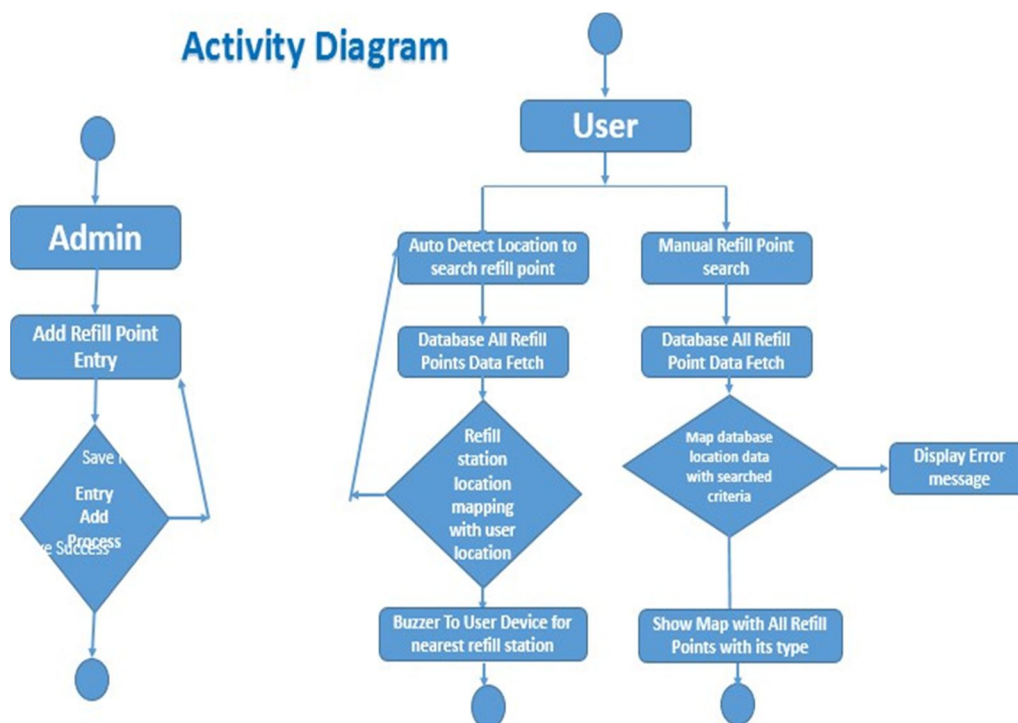 Activity Diagram
User
Admin
Auto Detect Location to
search refill point
Manual Refill Point
search
Add Refill Point
Entry
Database All Refill
Points Data Fetch
Database All Refill
Point Data Fetch
Save
Entry
Add
Process
Success
Refill
station
location
mapping
with user
location
Map database
location data
with searched
criteria
Display Error
message
Buzzer To User Device for
nearest refill station
Show Map with All Refill
Points with its type